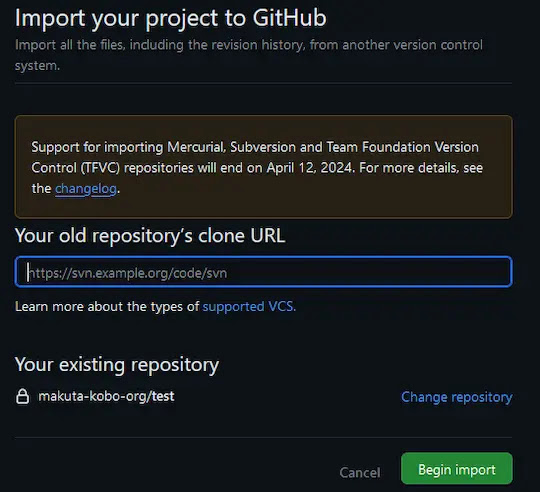 Import your project to GitHub
Import all the files, including the revision history, from another version control
system.
Support for importing Mercurial, Subversion and Team Foundation Version
Control (TFVC) repositories will end on April 12, 2024. For more details, see
the changelog.
Your old repository's clone URL
https://svn.example.org/code/svn
Learn more about the types of supported VCS.
Your existing repository
makuta-kobo-org/test
Change repository
Cancel
Begin import